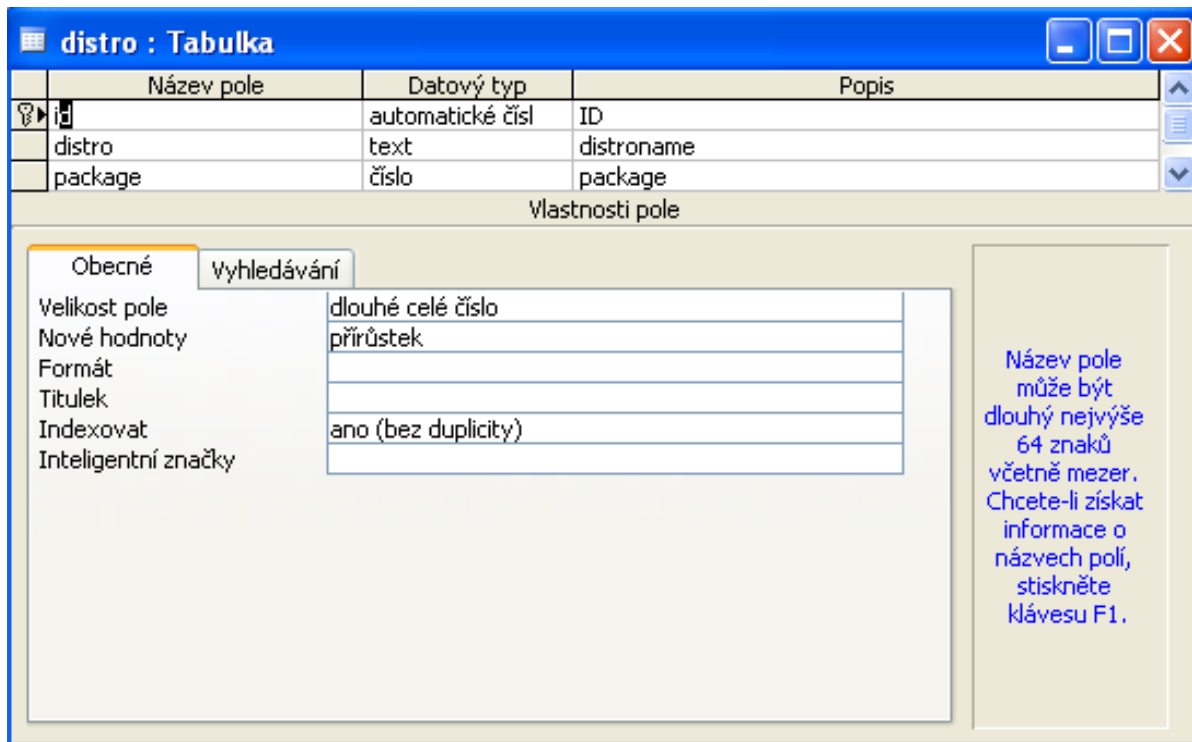 distro : Tabulka
Název pole Datový typ Popis
id automatické čísl ID
distro text distroname
package číslo package
Vlastnosti pole
Obecné Vyhledávání
Velikost pole dlouhé celé číslo
Nové hodnoty přírůstek
Formát
Titulek
Indexovat ano (bez duplicity)
Inteligentní značky
Název pole
může být
dlouhý nejvýše
64 znaků
včetně mezer.
Chcete-li získat
informace o
názvech polí,
stiskněte
klávesu F1.